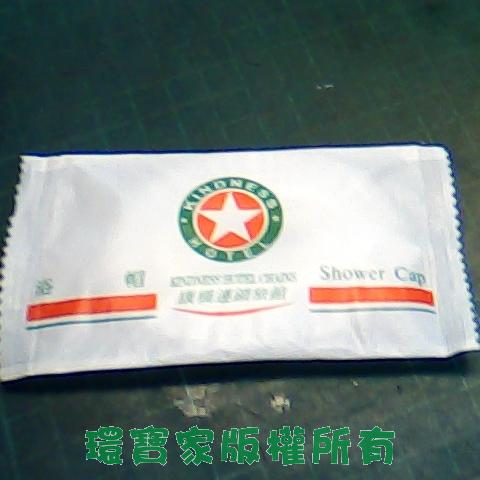 KINDNESS
HOTEL
浴 帽
KINDNESS HOTEL CHAINS
康橋連鎖旅館
Shower Cap
環寶家版權所有